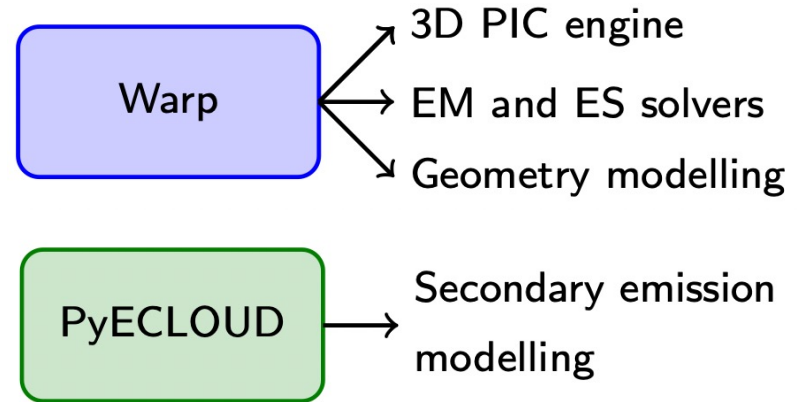 Warp
3D PIC engine
EM and ES solvers
Geometry modelling
PyECLOUD
Secondary emission
modelling